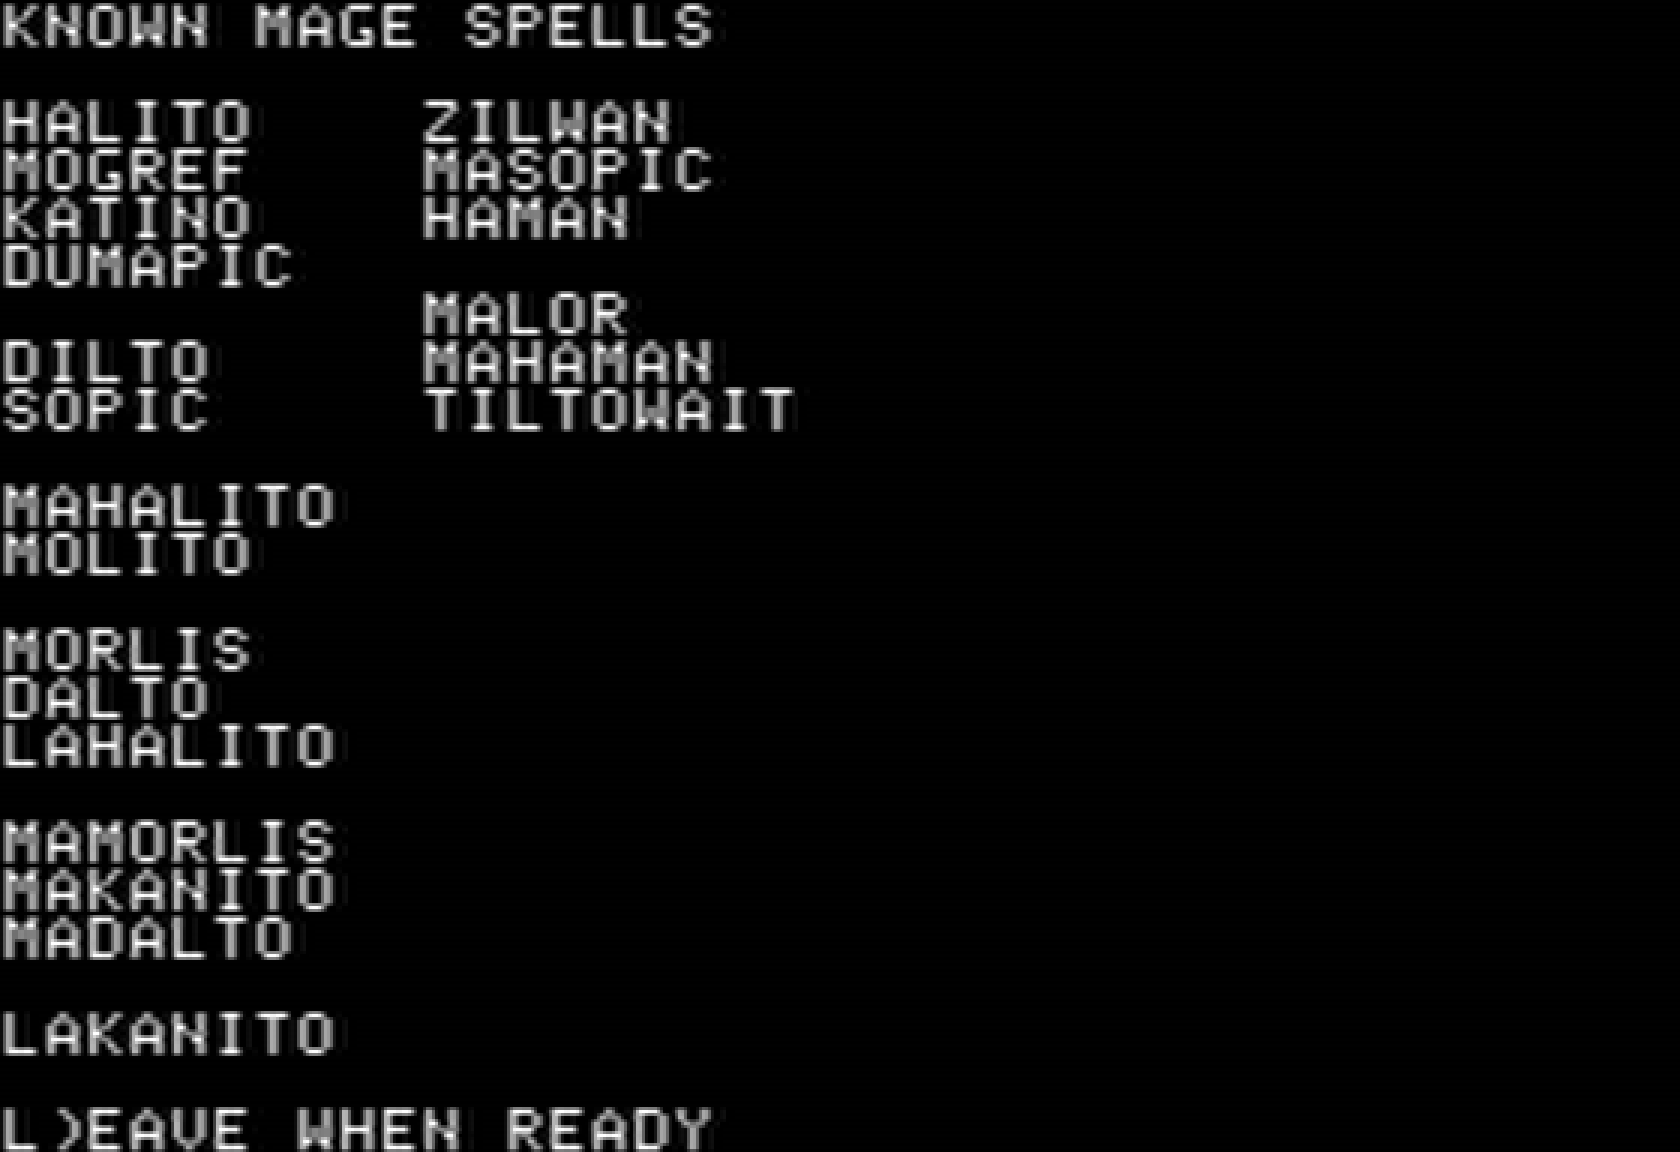 KNOWN MAGE SPELLS
HALITO
MOGREF
KATINO
DUMAPIC
DILTO
SOPIC
MAHALITO
MOLITO
MORLIS
DALTO
LAHALITO
MAMORLIS
MAKANITO
MADALTO
LAKANITO
ZILWAN
MASOPIC
HAMAN
MALOR
MAHAMAN
TILTOWAIT
L>EAVE WHEN READY